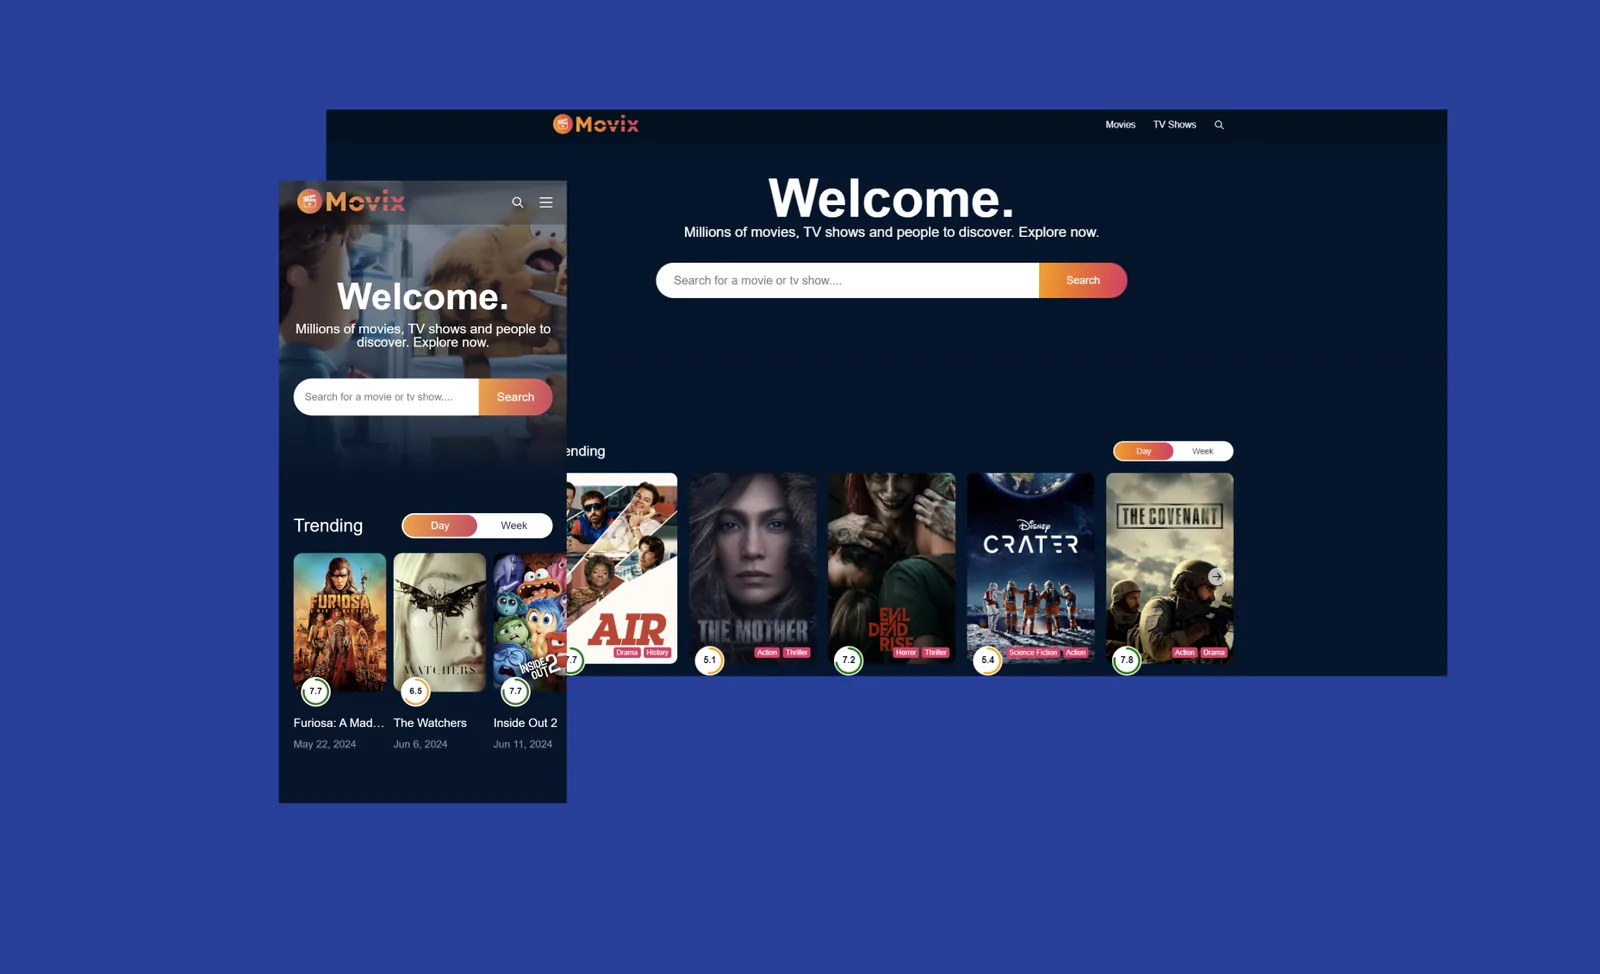 Movix
Movies
TV Shows
Welcome.
Millions of movies, TV shows and people to discover. Explore now.
Search for a movie or tv show....
Search
ending
Day
Week
AIR
Drama
History
7.7
THE MOTHER
Action
Thriller
5.1
EVIL
DEAD
RISE
Horror
Thriller
7.2
Disney
CRATER
Science Fiction
Action
5.4
THE COVENANT
Action
Drama
7.8
Movix
Welcome.
Millions of movies, TV shows and people to
discover. Explore now.
Search for a movie or tv show....
Search
Trending
Day
Week
FURIOSA
7.7
Furiosa: A Mad...
May 22, 2024
WATCHERS
6.5
The Watchers
Jun 6, 2024
INSIDE
OUT 2
7.7
Inside Out 2
Jun 11, 2024